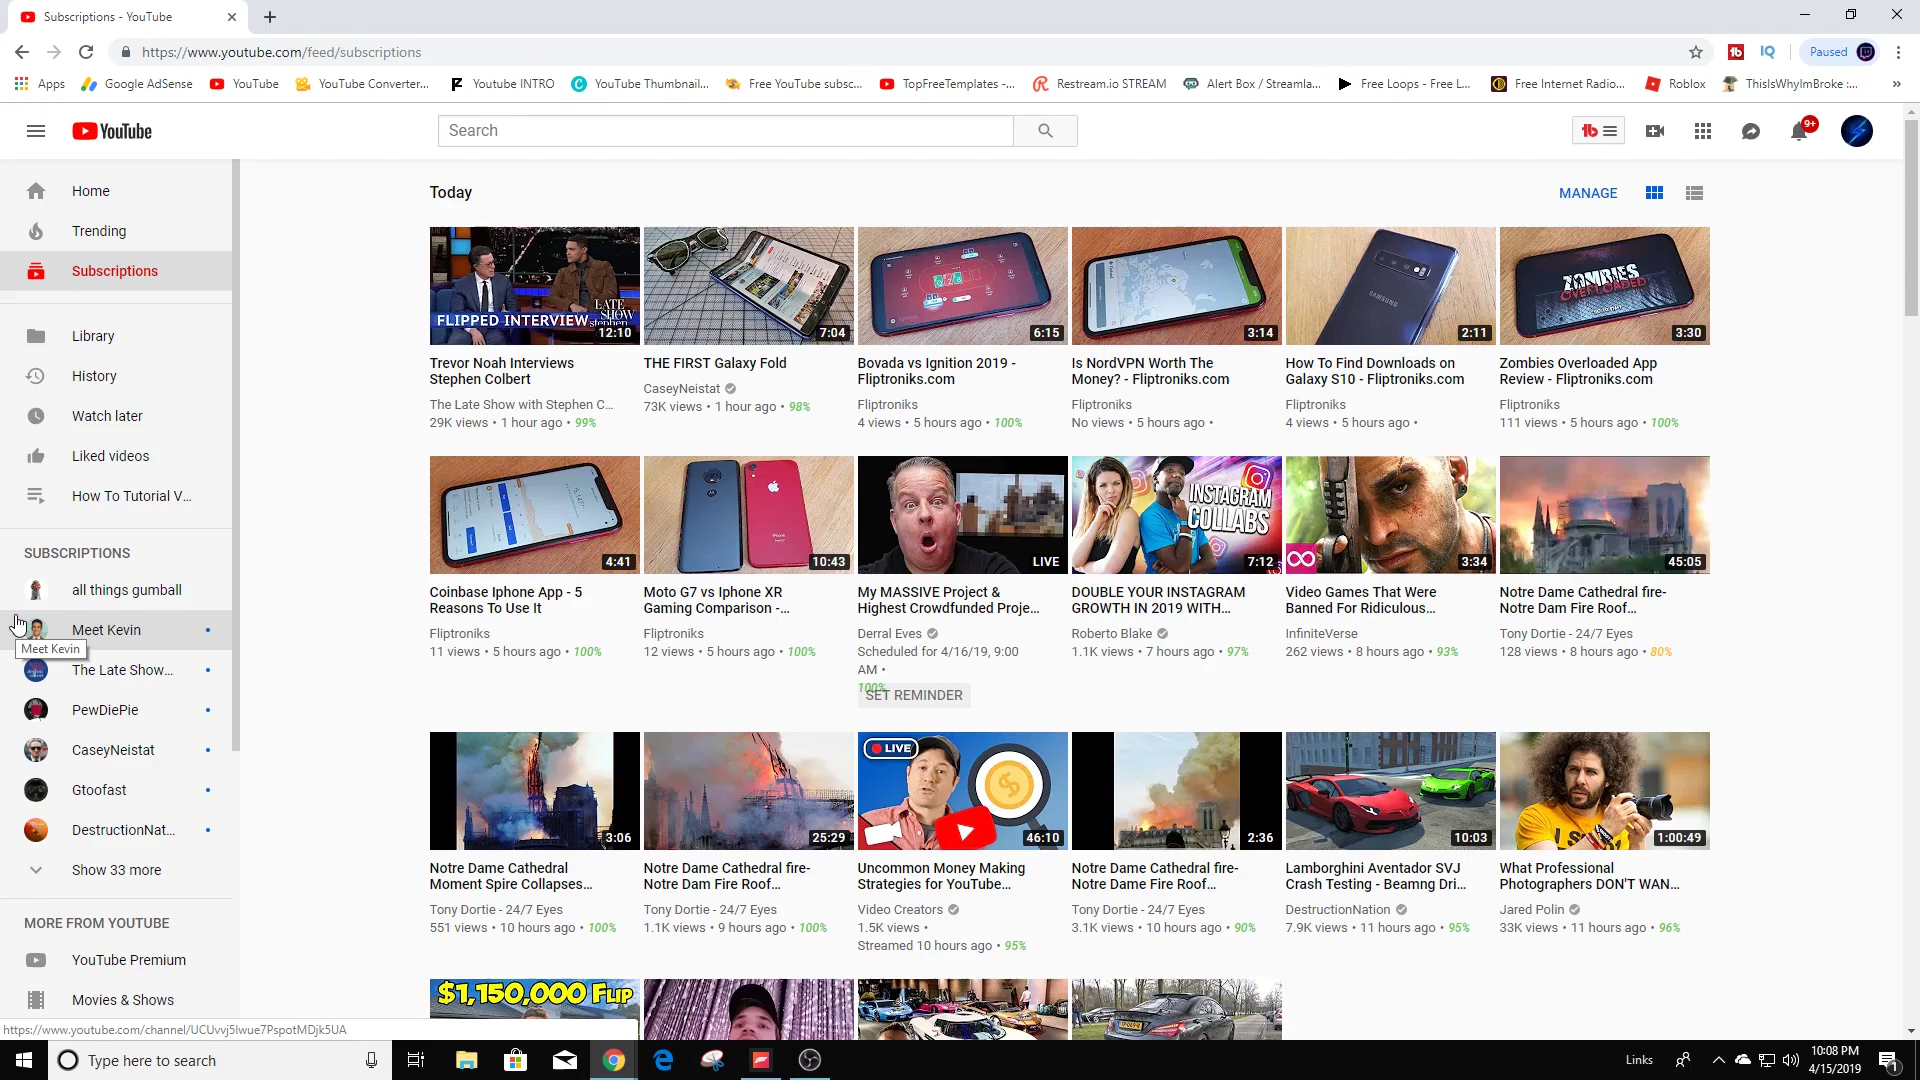 Subscriptions - YouTube
https://www.youtube.com/feed/subscriptions
Paused
Apps
Google AdSense
YouTube
YouTube Converter...
Youtube INTRO
YouTube Thumbnail...
Free YouTube subsc...
TopFreeTemplates -...
Restream.io STREAM
Alert Box / Streamla...
Free Loops - Free L...
Free Internet Radio...
Roblox
ThisIsWhyImBroke :...
YouTube
Search
tb
9+
Home
Trending
Subscriptions
Library
History
Watch later
Liked videos
How To Tutorial V...
SUBSCRIPTIONS
all things gumball
Meet Kevin
Meet Kevin
The Late Show...
PewDiePie
CaseyNeistat
Gtoofast
DestructionNat...
Show 33 more
MORE FROM YOUTUBE
YouTube Premium
Movies & Shows
Today
MANAGE
LATE
SHOW
FLIPPED INTERVIEW stephen
12:10
7:04
6:15
3:14
SAMSUNG
2:11
ZOMBIES
OVERLOADED
3:30
Trevor Noah Interviews
Stephen Colbert
The Late Show with Stephen C...
29K views • 1 hour ago • 99%
THE FIRST Galaxy Fold
CaseyNeistat
73K views • 1 hour ago • 98%
Bovada vs Ignition 2019 -
Fliptroniks.com
Fliptroniks
4 views • 5 hours ago • 100%
Is NordVPN Worth The
Money? - Fliptroniks.com
Fliptroniks
No views • 5 hours ago •
How To Find Downloads on
Galaxy S10 - Fliptroniks.com
Fliptroniks
4 views • 5 hours ago •
Zombies Overloaded App
Review - Fliptroniks.com
Fliptroniks
111 views • 5 hours ago • 100%
4:41
10:43
LIVE
INSTAGRAM
COLLABS
7:12
3:34
45:05
Coinbase Iphone App - 5
Reasons To Use It
Fliptroniks
11 views • 5 hours ago • 100%
Moto G7 vs Iphone XR
Gaming Comparison -...
Fliptroniks
12 views • 5 hours ago • 100%
My MASSIVE Project &
Highest Crowdfunded Proje...
Derral Eves
Scheduled for 4/16/19, 9:00
AM •
100%
SET REMINDER
DOUBLE YOUR INSTAGRAM
GROWTH IN 2019 WITH...
Roberto Blake
1.1K views • 7 hours ago • 97%
Video Games That Were
Banned For Ridiculous...
InfiniteVerse
262 views • 8 hours ago • 93%
Notre Dame Cathedral fire-
Notre Dam Fire Roof...
Tony Dortie - 24/7 Eyes
128 views • 8 hours ago • 80%
3:06
25:29
LIVE
46:10
2:36
10:03
1:00:49
Notre Dame Cathedral
Moment Spire Collapses...
Tony Dortie - 24/7 Eyes
551 views • 10 hours ago • 100%
Notre Dame Cathedral fire-
Notre Dam Fire Roof...
Tony Dortie - 24/7 Eyes
1.1K views • 9 hours ago • 100%
Uncommon Money Making
Strategies for YouTube...
Video Creators
1.5K views •
Streamed 10 hours ago • 95%
Notre Dame Cathedral fire-
Notre Dame Fire Roof...
Tony Dortie - 24/7 Eyes
3.1K views • 10 hours ago • 90%
Lamborghini Aventador SVJ
Crash Testing - Beamng Dri...
DestructionNation
7.9K views • 11 hours ago • 95%
What Professional
Photographers DON'T WAN...
Jared Polin
33K views • 11 hours ago • 96%
$1,150,000 FLIP
https://www.youtube.com/channel/UCUvvj5lwue7PspotMDjk5UA
Type here to search
Links
10:08 PM
4/15/2019
1